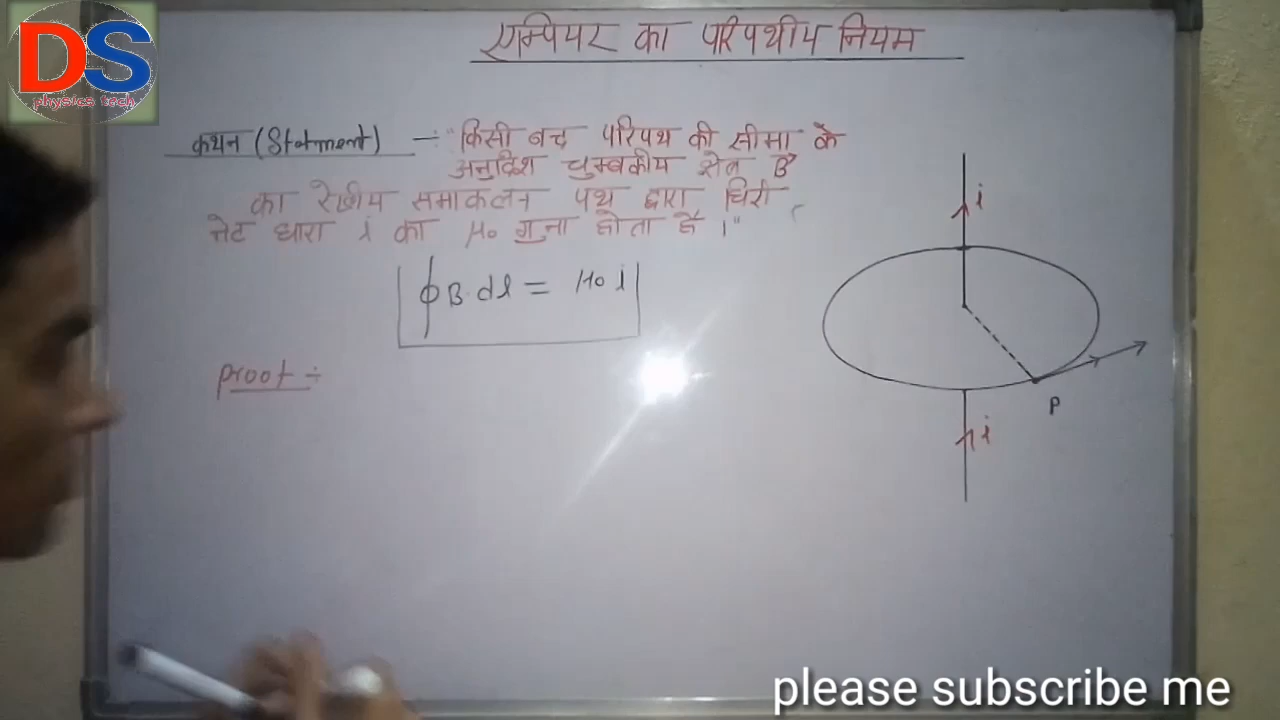 DS
physics tech
एम्पियर का परिपथीय नियम
कथन (Statment) -: "किसी बन्द परिपथ की सीमा के
अनुदिश चुम्बकीय क्षेत्र B
का रेखीय समाकलन पथ द्वारा घिरी
नेट धारा i का μ₀ गुना होता है ।"
∮B.dl = μ₀ i
Proof ÷
i
P
i
please subscribe me